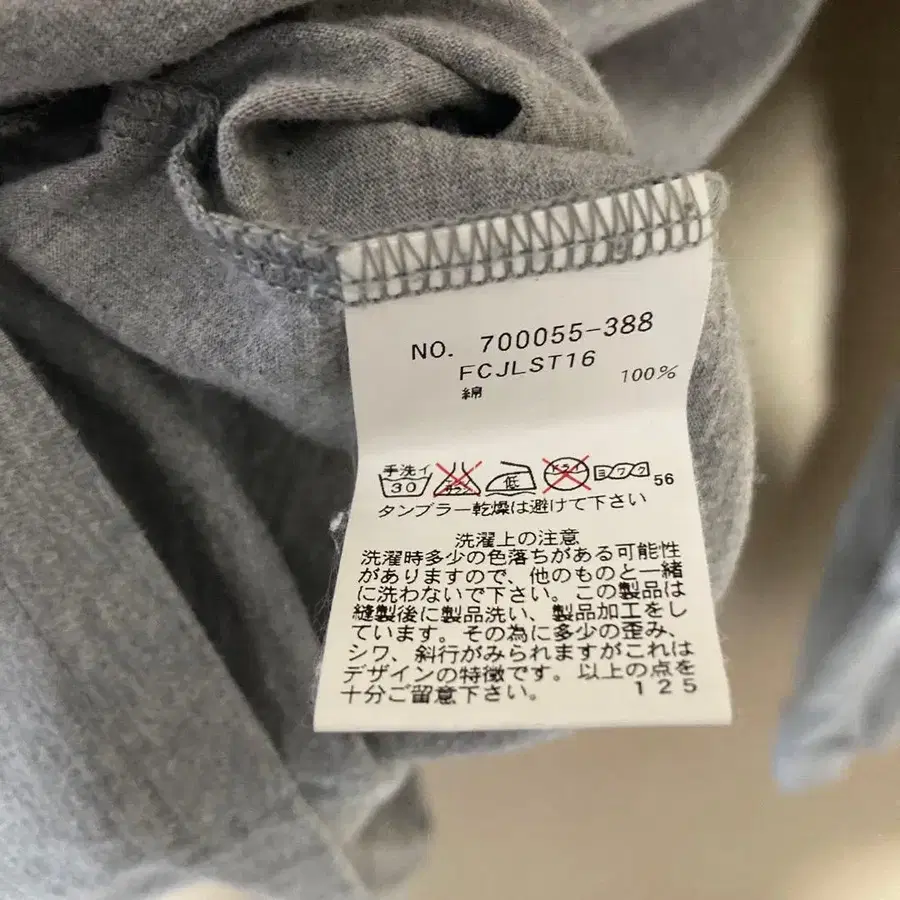 NO. 700055-388
FCJLST16
綿 100%
手洗イ 30 エンソサラシ 低 ドライ ヨワク 56
タンブラー乾燥は避けて下さい
洗濯上の注意
洗濯時多少の色落ちがある可能性
がありますので、他のものと一緒
に洗わないで下さい。この製品は
縫製後に製品洗い、製品加工をし
ています。その為に多少の歪み、
シワ、斜行がみられますがこれは
デザインの特徴です。以上の点を
十分ご留意下さい。 125